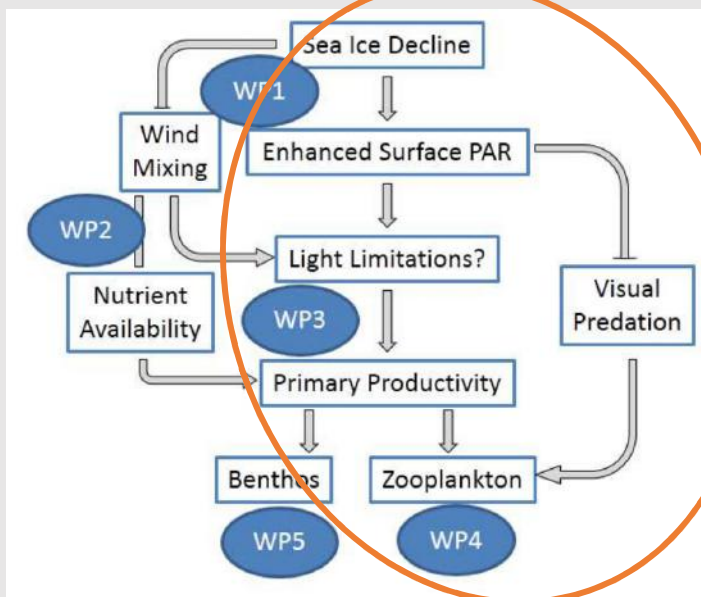 Sea Ice Decline
WP1
Wind
Mixing
Enhanced Surface PAR
WP2
Light Limitations?
Nutrient
Availability
WP3
Visual
Predation
Primary Productivity
Benthos
Zooplankton
WP5
WP4